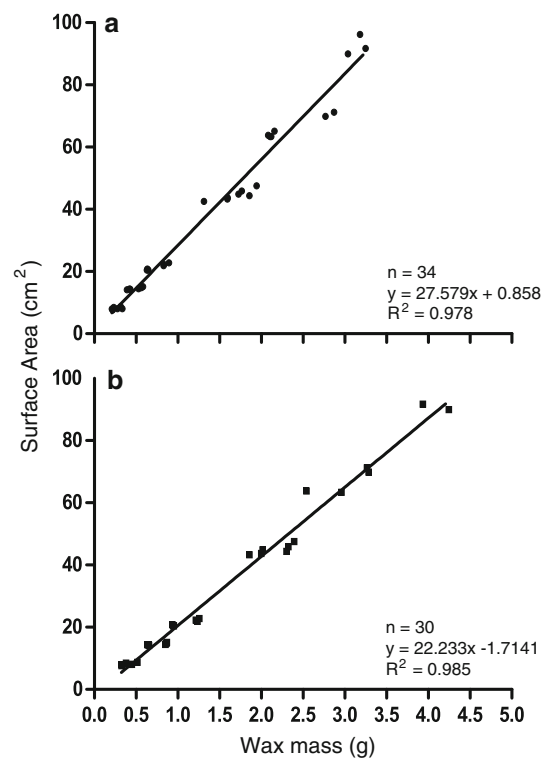 a
100
80
60
40
20
0
n = 34
y = 27.579x + 0.858
R² = 0.978
Surface Area (cm²)
b
100
80
60
40
20
0
n = 30
y = 22.233x -1.7141
R² = 0.985
0.0 0.5 1.0 1.5 2.0 2.5 3.0 3.5 4.0 4.5 5.0
Wax mass (g)